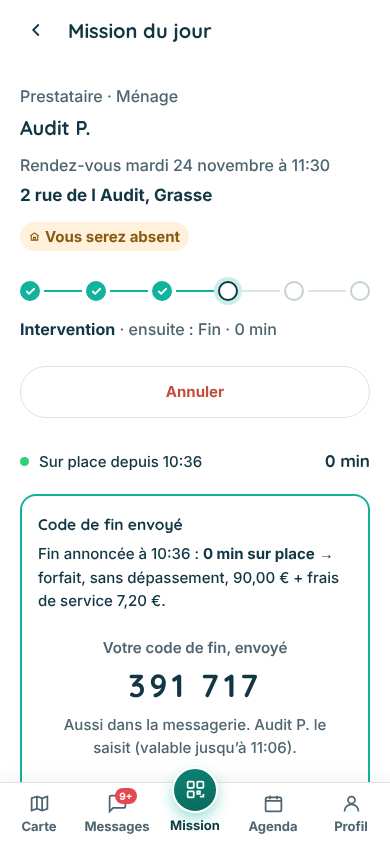 Mission du jour
Prestataire · Ménage
Audit P.
Rendez-vous mardi 24 novembre à 11:30
2 rue de l Audit, Grasse
Vous serez absent
Intervention · ensuite : Fin · 0 min
Annuler
Sur place depuis 10:36
0 min
Code de fin envoyé
Fin annoncée à 10:36 : 0 min sur place →
forfait, sans dépassement, 90,00 € + frais
de service 7,20 €.
Votre code de fin, envoyé
391 717
Aussi dans la messagerie. Audit P. le
saisit (valable jusqu’à 11:06).
9+
Carte
Messages
Mission
Agenda
Profil